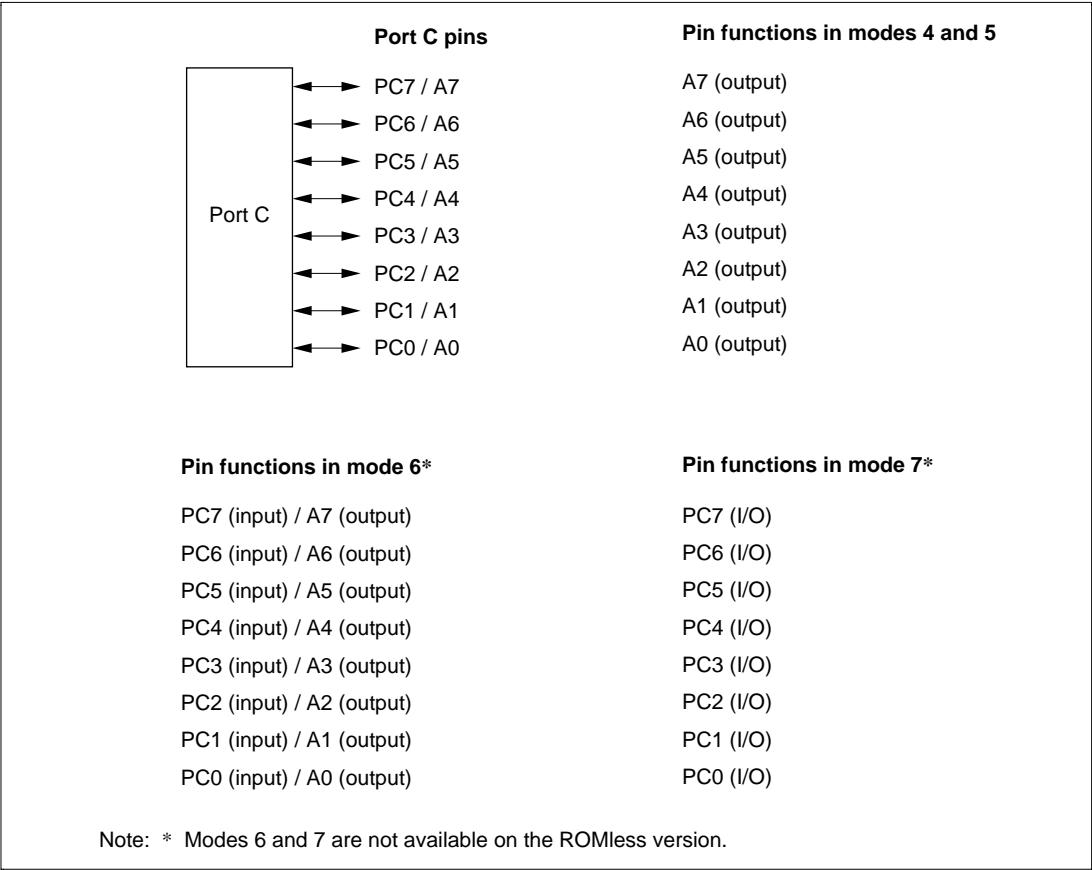 Port C pins Pin functions in modes 4 and 5
PC7 / A7 A7 (output)
PC6 / A6 A6 (output)
PC5 / A5 A5 (output)
PC4 / A4 A4 (output)
Port C
PC3 / A3 A3 (output)
PC2 / A2 A2 (output)
PC1 / A1 A1 (output)
PC0 / A0 A0 (output)
Pin functions in mode 6* Pin functions in mode 7*
PC7 (input) / A7 (output) PC7 (I/O)
PC6 (input) / A6 (output) PC6 (I/O)
PC5 (input) / A5 (output) PC5 (I/O)
PC4 (input) / A4 (output) PC4 (I/O)
PC3 (input) / A3 (output) PC3 (I/O)
PC2 (input) / A2 (output) PC2 (I/O)
PC1 (input) / A1 (output) PC1 (I/O)
PC0 (input) / A0 (output) PC0 (I/O)
Note: * Modes 6 and 7 are not available on the ROMless version.